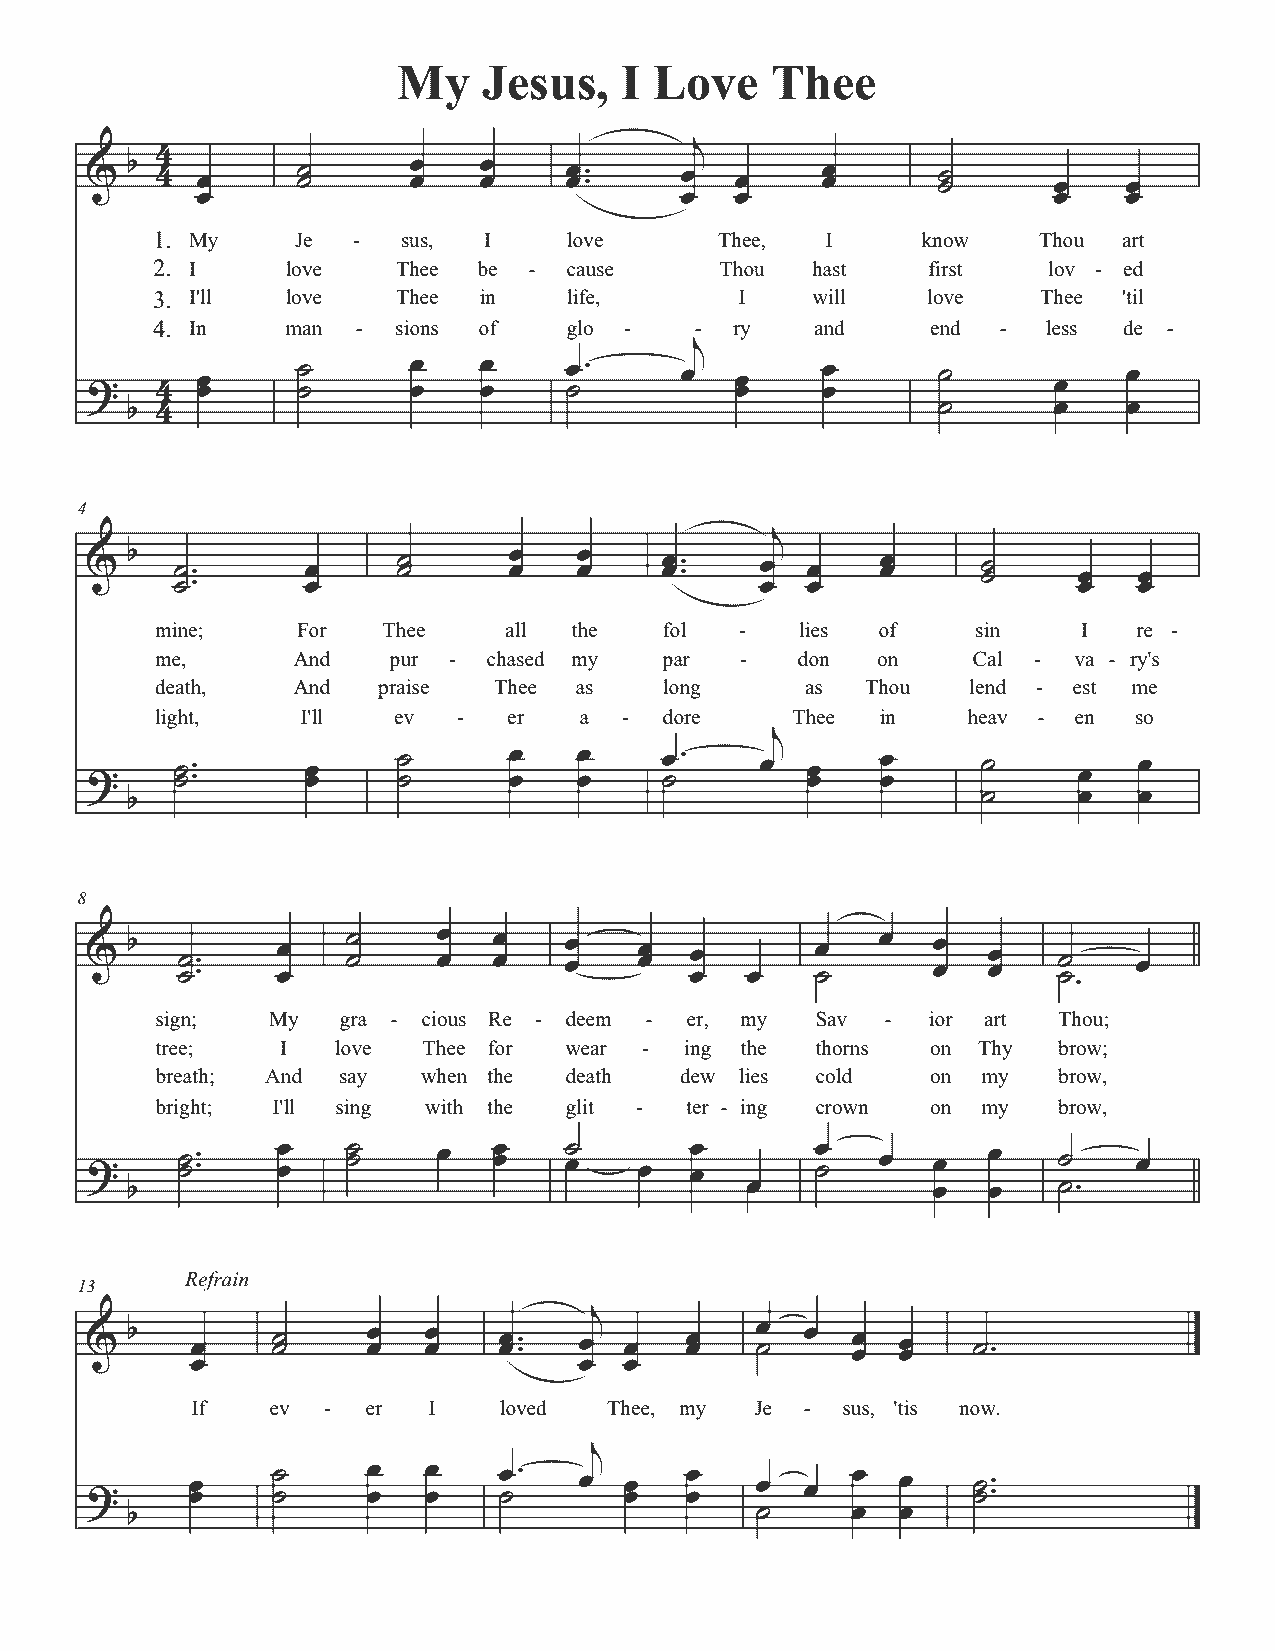 My Jesus, I Love Thee
1. My Je - sus, I love Thee, I know Thou art
2. I love Thee be - cause Thou hast first lov - ed
3. I'll love Thee in life, I will love Thee 'til
4. In man - sions of glo - - ry and end - less de -
4
mine; For Thee all the fol - lies of sin I re -
me, And pur - chased my par - don on Cal - va - ry's
death, And praise Thee as long as Thou lend - est me
light, I'll ev - er a - dore Thee in heav - en so
8
sign; My gra - cious Re - deem - er, my Sav - ior art Thou;
tree; I love Thee for wear - ing the thorns on Thy brow;
breath; And say when the death dew lies cold on my brow,
bright; I'll sing with the glit - ter - ing crown on my brow,
13 Refrain
If ev - er I loved Thee, my Je - sus, 'tis now.